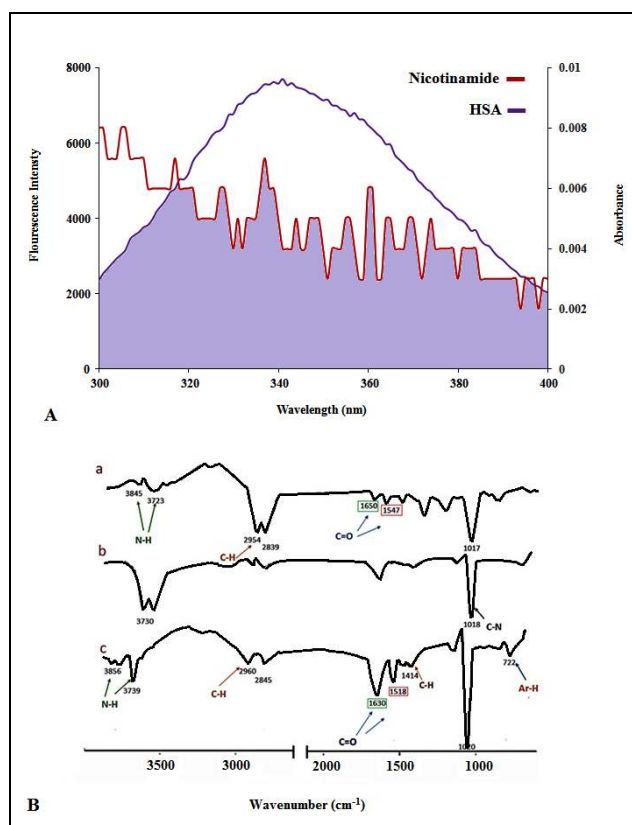 8000
6000
4000
2000
0
Flourescence Intensty
Nicotinamide
HSA
0.01
0.008
0.006
0.004
0.002
0
Absorbance
300
320
340
360
380
400
Wavelength (nm)
A
a
3845
3723
N-H
C-H
2954
2839
1650
1547
C=O
1017
b
3730
1018
C-N
c
3856
3739
N-H
2960
2845
C-H
1630
1518
1414
C-H
C=O
1020
722
Ar-H
3500
3000
2000
1500
1000
B
Wavenumber (cm⁻¹)